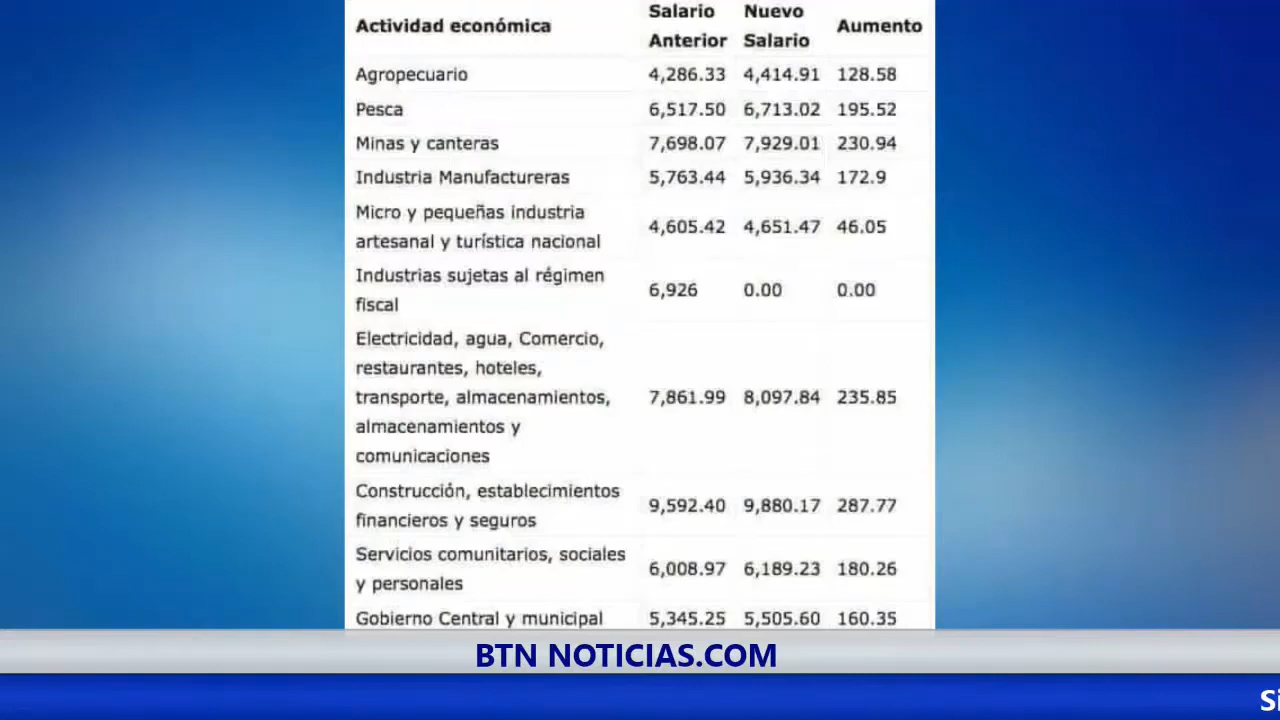 Actividad económica Salario Anterior Nuevo Salario Aumento
Agropecuario 4,286.33 4,414.91 128.58
Pesca 6,517.50 6,713.02 195.52
Minas y canteras 7,698.07 7,929.01 230.94
Industria Manufactureras 5,763.44 5,936.34 172.9
Micro y pequeñas industria
artesanal y turística nacional 4,605.42 4,651.47 46.05
Industrias sujetas al régimen
fiscal 6,926 0.00 0.00
Electricidad, agua, Comercio,
restaurantes, hoteles,
transporte, almacenamientos, 7,861.99 8,097.84 235.85
almacenamientos y
comunicaciones
Construcción, establecimientos
financieros y seguros 9,592.40 9,880.17 287.77
Servicios comunitarios, sociales
y personales 6,008.97 6,189.23 180.26
Gobierno Central y municipal 5,345.25 5,505.60 160.35
BTN NOTICIAS.COM